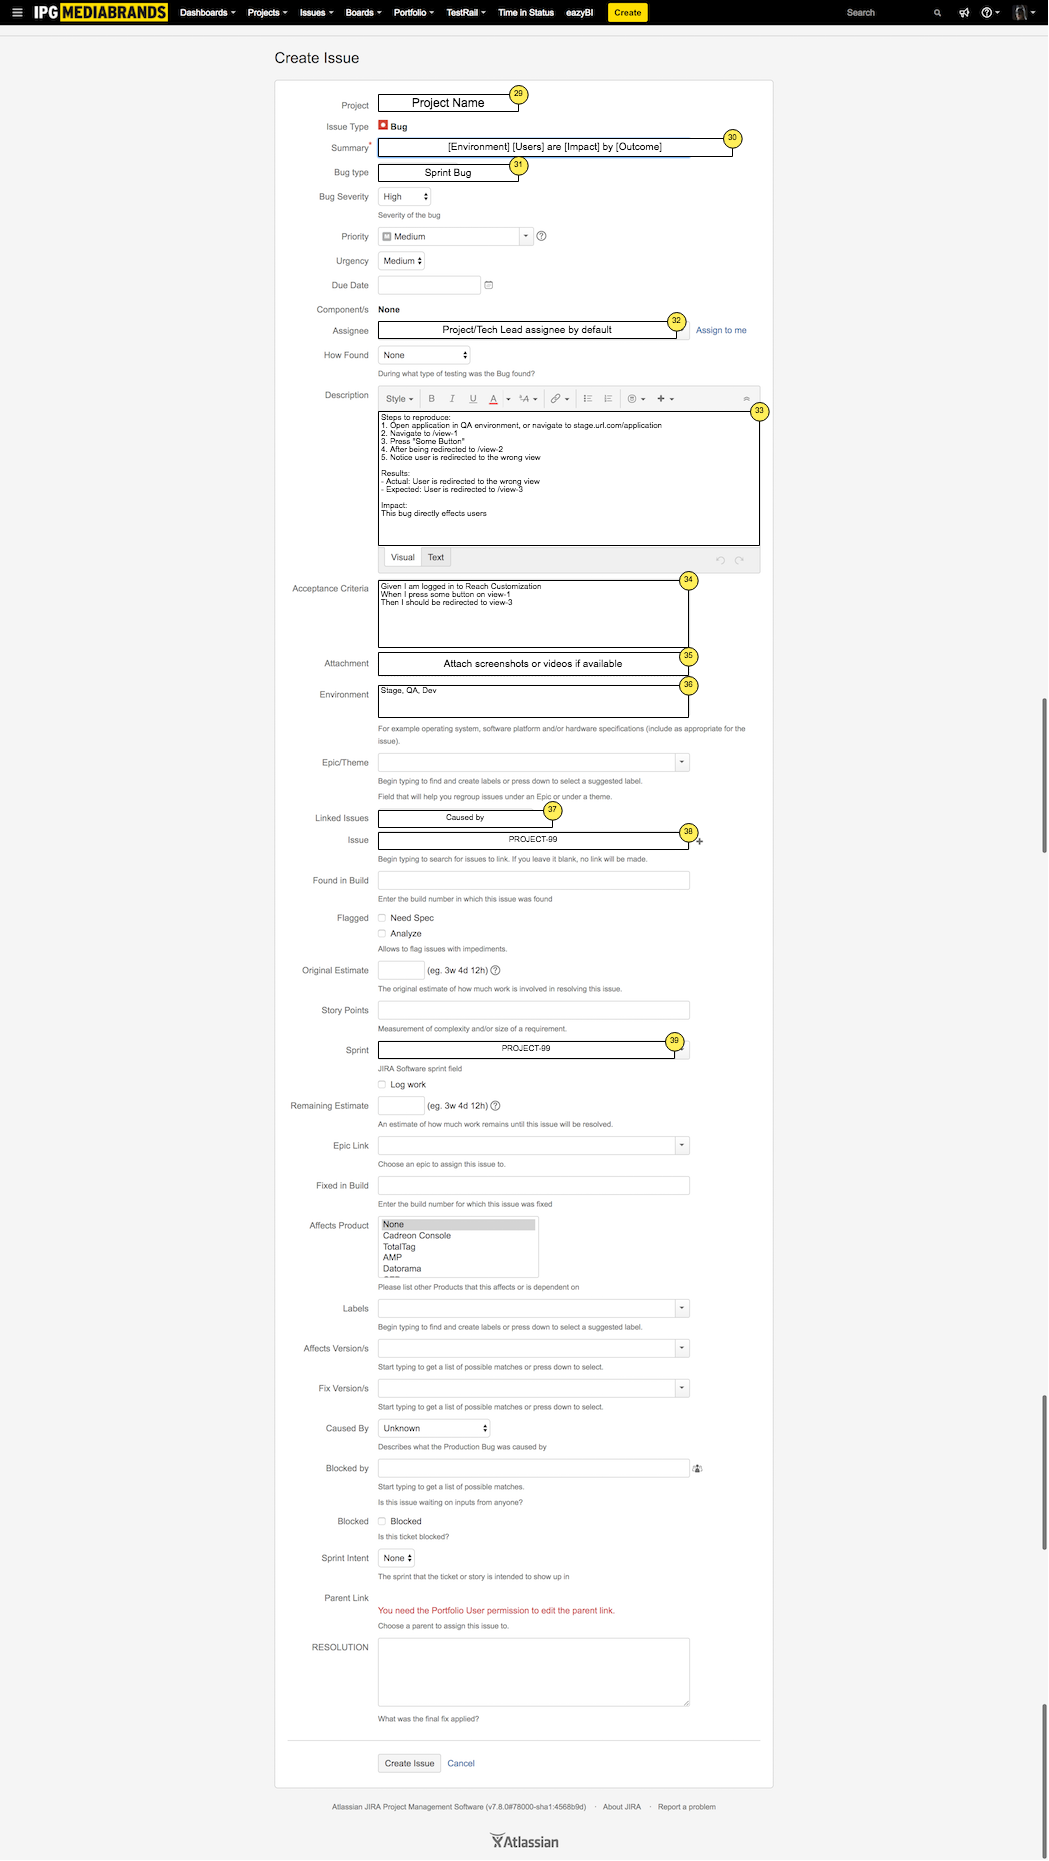 IPG MEDIABRANDS Dashboards Projects Issues Boards Portfolio TestRail Time in Status eazyBI Create Search
Create Issue
29
Project Project Name
Issue Type Bug
30
Summary* [Environment] [Users] are [Impact] by [Outcome]
31
Bug type Sprint Bug
Bug Severity High
Severity of the bug
Priority Medium
Urgency Medium
Due Date
Component/s None
32
Assignee Project/Tech Lead assignee by default Assign to me
How Found None
During what type of testing was the Bug found?
Description Style B I U A
33
Steps to reproduce:
1. Open application in QA environment, or navigate to stage.url.com/application
2. Navigate to /view-1
3. Press "Some Button"
4. After being redirected to /view-2
5. Notice user is redirected to the wrong view
Results:
- Actual: User is redirected to the wrong view
- Expected: User is redirected to /view-3
Impact:
This bug directly effects users
Visual Text
34
Acceptance Criteria Given I am logged in to Reach Customization
When I press some button on view-1
Then I should be redirected to view-3
35
Attachment Attach screenshots or videos if available
36
Environment Stage, QA, Dev
For example operating system, software platform and/or hardware specifications (include as appropriate for the
issue).
Epic/Theme
Begin typing to find and create labels or press down to select a suggested label.
Field that will help you regroup issues under an Epic or under a theme.
37
Linked Issues Caused by
38
Issue PROJECT-99
Begin typing to search for issues to link. If you leave it blank, no link will be made.
Found in Build
Enter the build number in which this issue was found
Flagged Need Spec
Analyze
Allows to flag issues with impediments.
Original Estimate (eg. 3w 4d 12h)
The original estimate of how much work is involved in resolving this issue.
Story Points
Measurement of complexity and/or size of a requirement.
39
Sprint PROJECT-99
JIRA Software sprint field
Log work
Remaining Estimate (eg. 3w 4d 12h)
An estimate of how much work remains until this issue will be resolved.
Epic Link
Choose an epic to assign this issue to.
Fixed in Build
Enter the build number for which this issue was fixed
Affects Product None
Cadreon Console
TotalTag
AMP
Datorama
Please list other Products that this affects or is dependent on
Labels
Begin typing to find and create labels or press down to select a suggested label.
Affects Version/s
Start typing to get a list of possible matches or press down to select.
Fix Version/s
Start typing to get a list of possible matches or press down to select.
Caused By Unknown
Describes what the Production Bug was caused by
Blocked by
Start typing to get a list of possible matches.
Is this issue waiting on inputs from anyone?
Blocked Blocked
Is this ticket blocked?
Sprint Intent None
The sprint that the ticket or story is intended to show up in
Parent Link
You need the Portfolio User permission to edit the parent link.
Choose a parent to assign this issue to.
RESOLUTION
What was the final fix applied?
Create Issue Cancel
Atlassian JIRA Project Management Software (v7.8.0#78000-sha1:4568b9d) · About JIRA · Report a problem
Atlassian